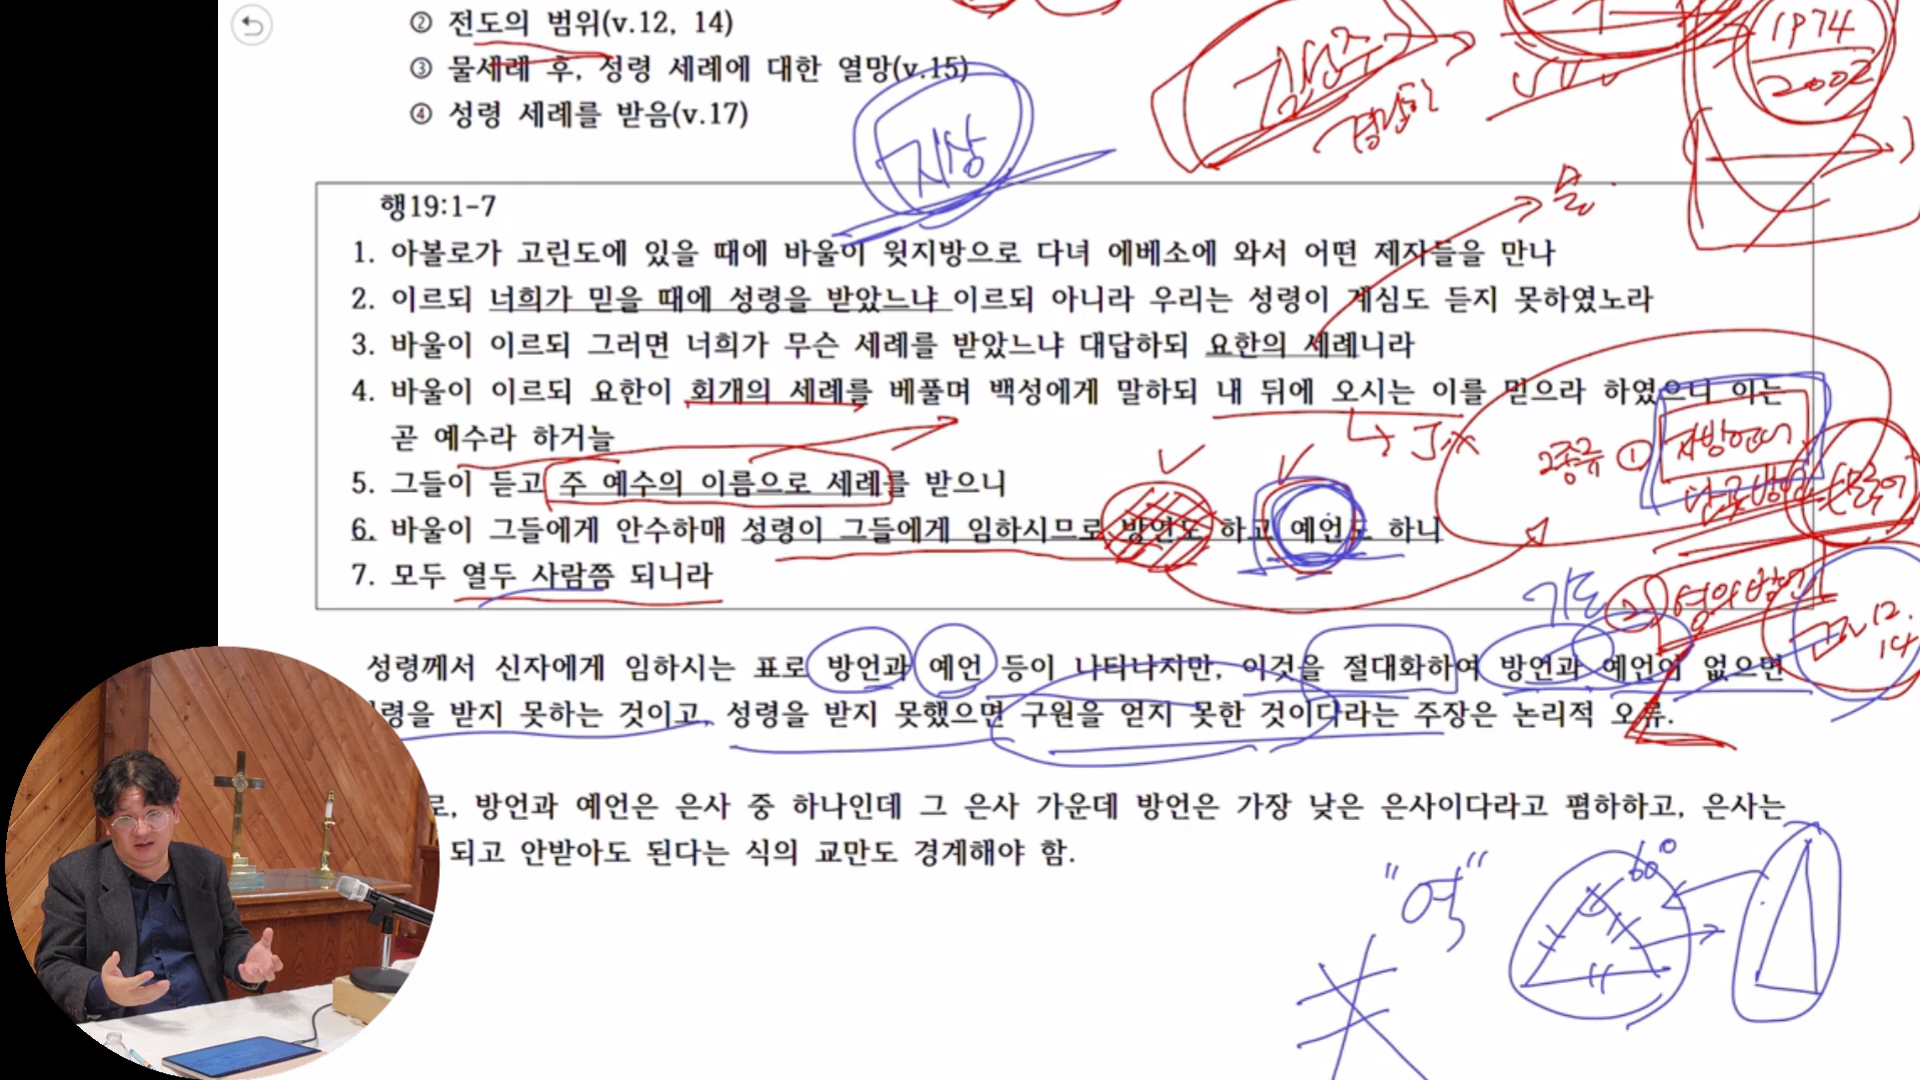 ② 전도의 범위(v.12, 14)
③ 물세례 후, 성령 세례에 대한 열망(v.15)
④ 성령 세례를 받음(v.17)
1974
2002
지상
물
행19:1-7
1. 아볼로가 고린도에 있을 때에 바울이 윗지방으로 다녀 에베소에 와서 어떤 제자들을 만나
2. 이르되 너희가 믿을 때에 성령을 받았느냐 이르되 아니라 우리는 성령이 계심도 듣지 못하였노라
3. 바울이 이르되 그러면 너희가 무슨 세례를 받았느냐 대답하되 요한의 세례니라
4. 바울이 이르되 요한이 회개의 세례를 베풀며 백성에게 말하되 내 뒤에 오시는 이를 믿으라 하였으니 이는
곧 예수라 하거늘
2종류 ①
5. 그들이 듣고 주 예수의 이름으로 세례를 받으니
6. 바울이 그들에게 안수하매 성령이 그들에게 임하시므로 방언도 하고 예언도 하니
7. 모두 열두 사람쯤 되니라
② 영의
12.
14
성령께서 신자에게 임하시는 표로 방언과 예언 등이 나타나지만, 이것을 절대화하여 방언과 예언이 없으면
령을 받지 못하는 것이고, 성령을 받지 못했으면 구원을 얻지 못한 것이다라는 주장은 논리적 오류.
로, 방언과 예언은 은사 중 하나인데 그 은사 가운데 방언은 가장 낮은 은사이다라고 폄하하고, 은사는
되고 안받아도 된다는 식의 교만도 경계해야 함.
"역"
60°